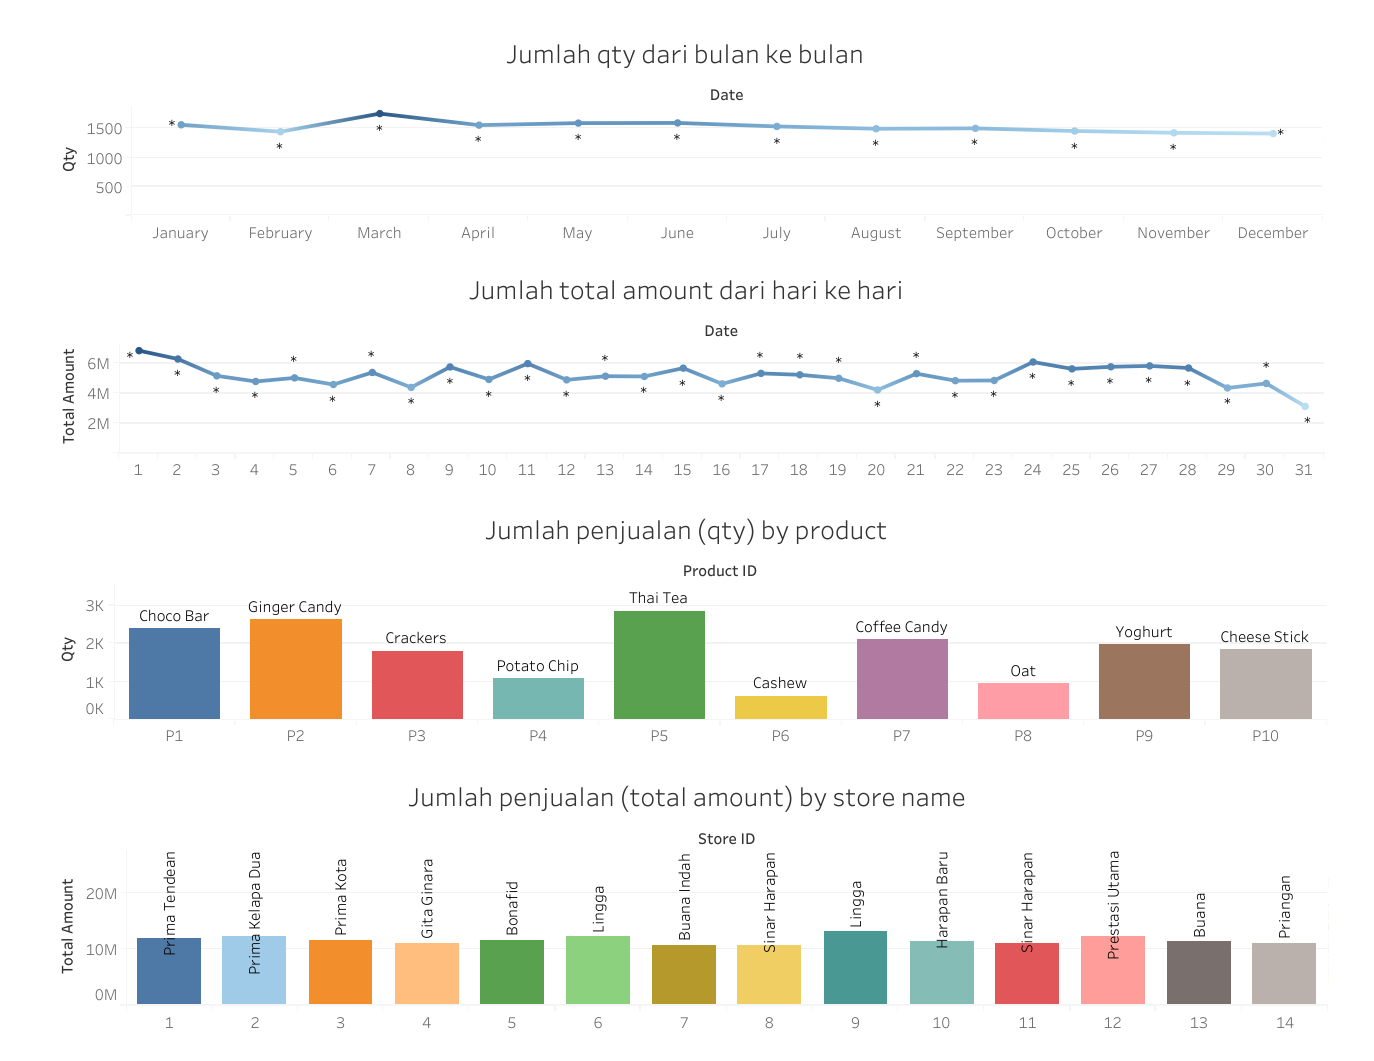 Jumlah qty dari bulan ke bulan
Date
Qty
1500
1000
500
* * * * * * * * * * * *
January February March April May June July August September October November December
Jumlah total amount dari hari ke hari
Date
Total Amount
6M
4M
2M
* * * * * * * * * * * * * * * * * * * * * * * * * * * * * * *
1 2 3 4 5 6 7 8 9 10 11 12 13 14 15 16 17 18 19 20 21 22 23 24 25 26 27 28 29 30 31
Jumlah penjualan (qty) by product
Product ID
Qty
3K
2K
1K
0K
Choco Bar Ginger Candy Crackers Potato Chip Thai Tea Cashew Coffee Candy Oat Yoghurt Cheese Stick
P1 P2 P3 P4 P5 P6 P7 P8 P9 P10
Jumlah penjualan (total amount) by store name
Store ID
Total Amount
20M
10M
0M
Prima Tendean
Prima Kelapa Dua
Prima Kota
Gita Ginara
Bonafid
Lingga
Buana Indah
Sinar Harapan
Lingga
Harapan Baru
Sinar Harapan
Prestasi Utama
Buana
Priangan
1 2 3 4 5 6 7 8 9 10 11 12 13 14